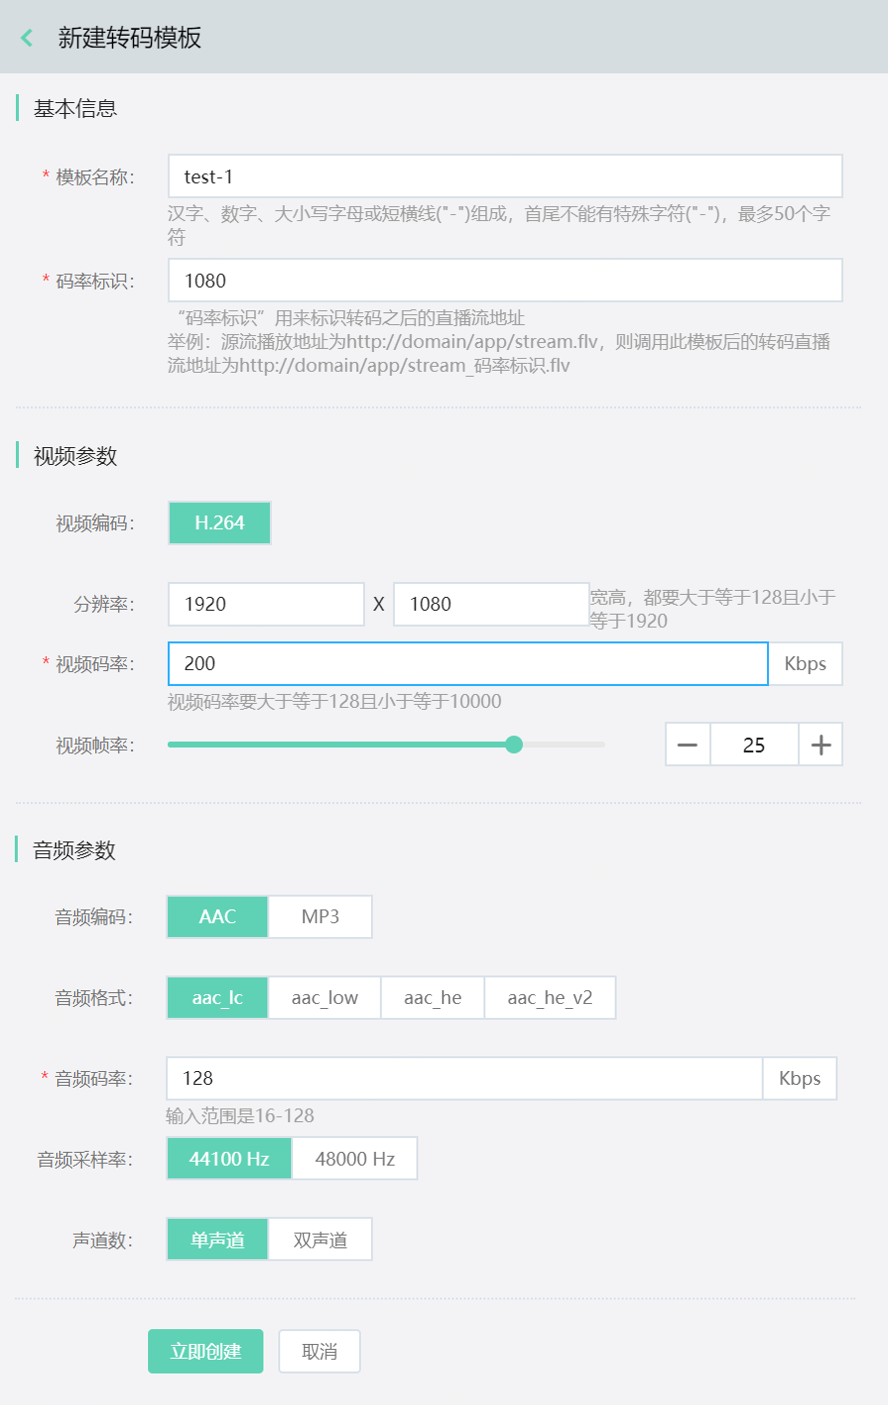 新建转码模板
基本信息
* 模板名称： test-1
汉字、数字、大小写字母或短横线("-")组成，首尾不能有特殊字符("-")，最多50个字
符
* 码率标识： 1080
“码率标识”用来标识转码之后的直播流地址
举例：源流播放地址为http://domain/app/stream.flv，则调用此模板后的转码直播
流地址为http://domain/app/stream_码率标识.flv
视频参数
视频编码： H.264
分辨率： 1920 X 1080 宽高，都要大于等于128且小于
等于1920
* 视频码率： 200 Kbps
视频码率要大于等于128且小于等于10000
视频帧率： 25
音频参数
音频编码： AAC MP3
音频格式： aac_lc aac_low aac_he aac_he_v2
* 音频码率： 128 Kbps
输入范围是16-128
音频采样率： 44100 Hz 48000 Hz
声道数： 单声道 双声道
立即创建 取消